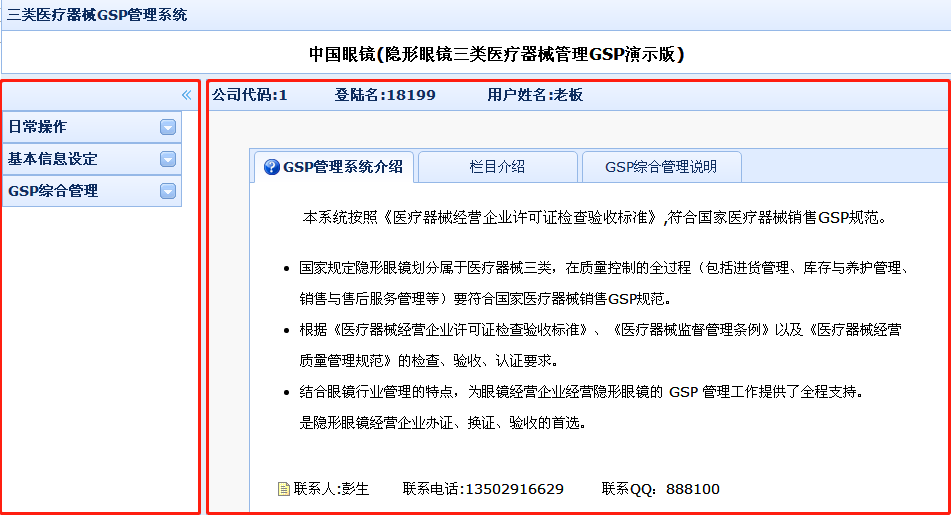 三类医疗器械GSP管理系统
中国眼镜(隐形眼镜三类医疗器械管理GSP演示版)
公司代码:1 登陆名:18199 用户姓名:老板
日常操作
基本信息设定
GSP综合管理
GSP管理系统介绍 栏目介绍 GSP综合管理说明
本系统按照《医疗器械经营企业许可证检查验收标准》,符合国家医疗器械销售GSP规范。
• 国家规定隐形眼镜划分属于医疗器械三类，在质量控制的全过程（包括进货管理、库存与养护管理、
销售与售后服务管理等）要符合国家医疗器械销售GSP规范。
• 根据《医疗器械经营企业许可证检查验收标准》、《医疗器械监督管理条例》以及《医疗器械经营
质量管理规范》的检查、验收、认证要求。
• 结合眼镜行业管理的特点，为眼镜经营企业经营隐形眼镜的 GSP 管理工作提供了全程支持。
是隐形眼镜经营企业办证、换证、验收的首选。
联系人:彭生 联系电话:13502916629 联系QQ：888100